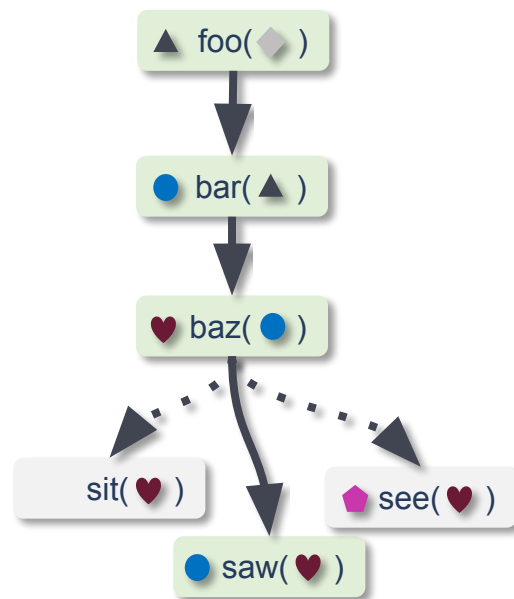 foo( )
bar( )
baz( )
sit( )
see( )
saw( )